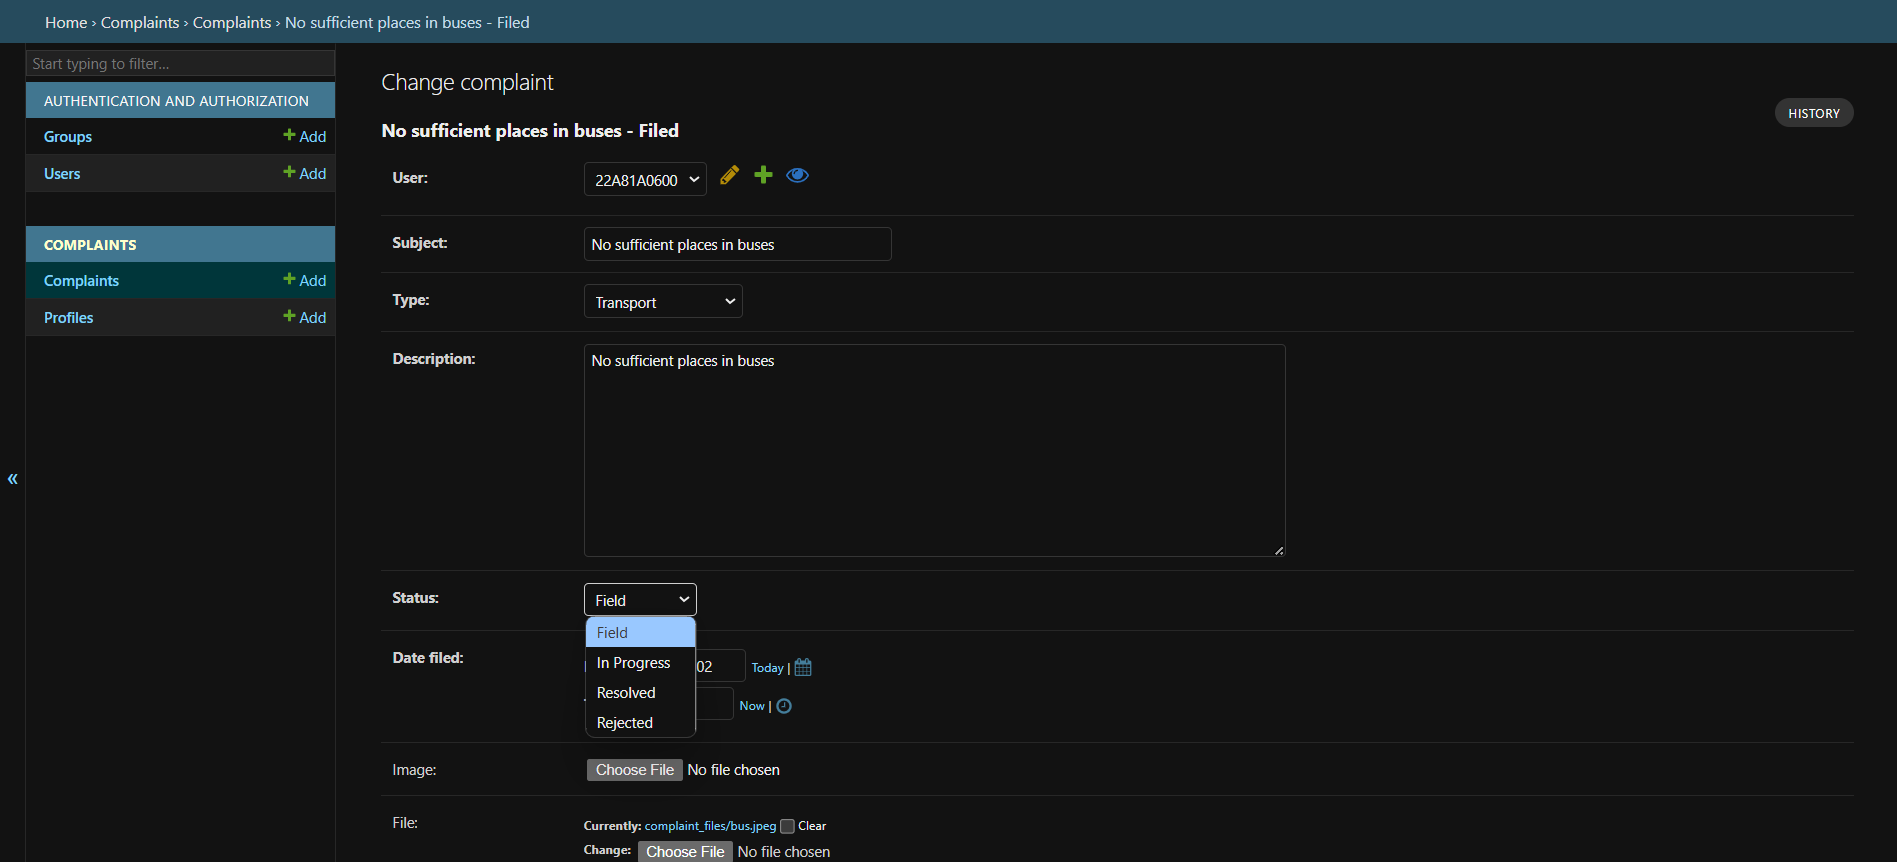 Home › Complaints › Complaints › No sufficient places in buses - Filed
Start typing to filter...
AUTHENTICATION AND AUTHORIZATION
Groups + Add
Users + Add
COMPLAINTS
Complaints + Add
Profiles + Add
«
Change complaint
HISTORY
No sufficient places in buses - Filed
User: 22A81A0600
Subject: No sufficient places in buses
Type: Transport
Description: No sufficient places in buses
Status: Field
Field
In Progress
Resolved
Rejected
Date filed: 02 Today |
Now |
Image: Choose File No file chosen
File: Currently: complaint_files/bus.jpeg Clear
Change: Choose File No file chosen